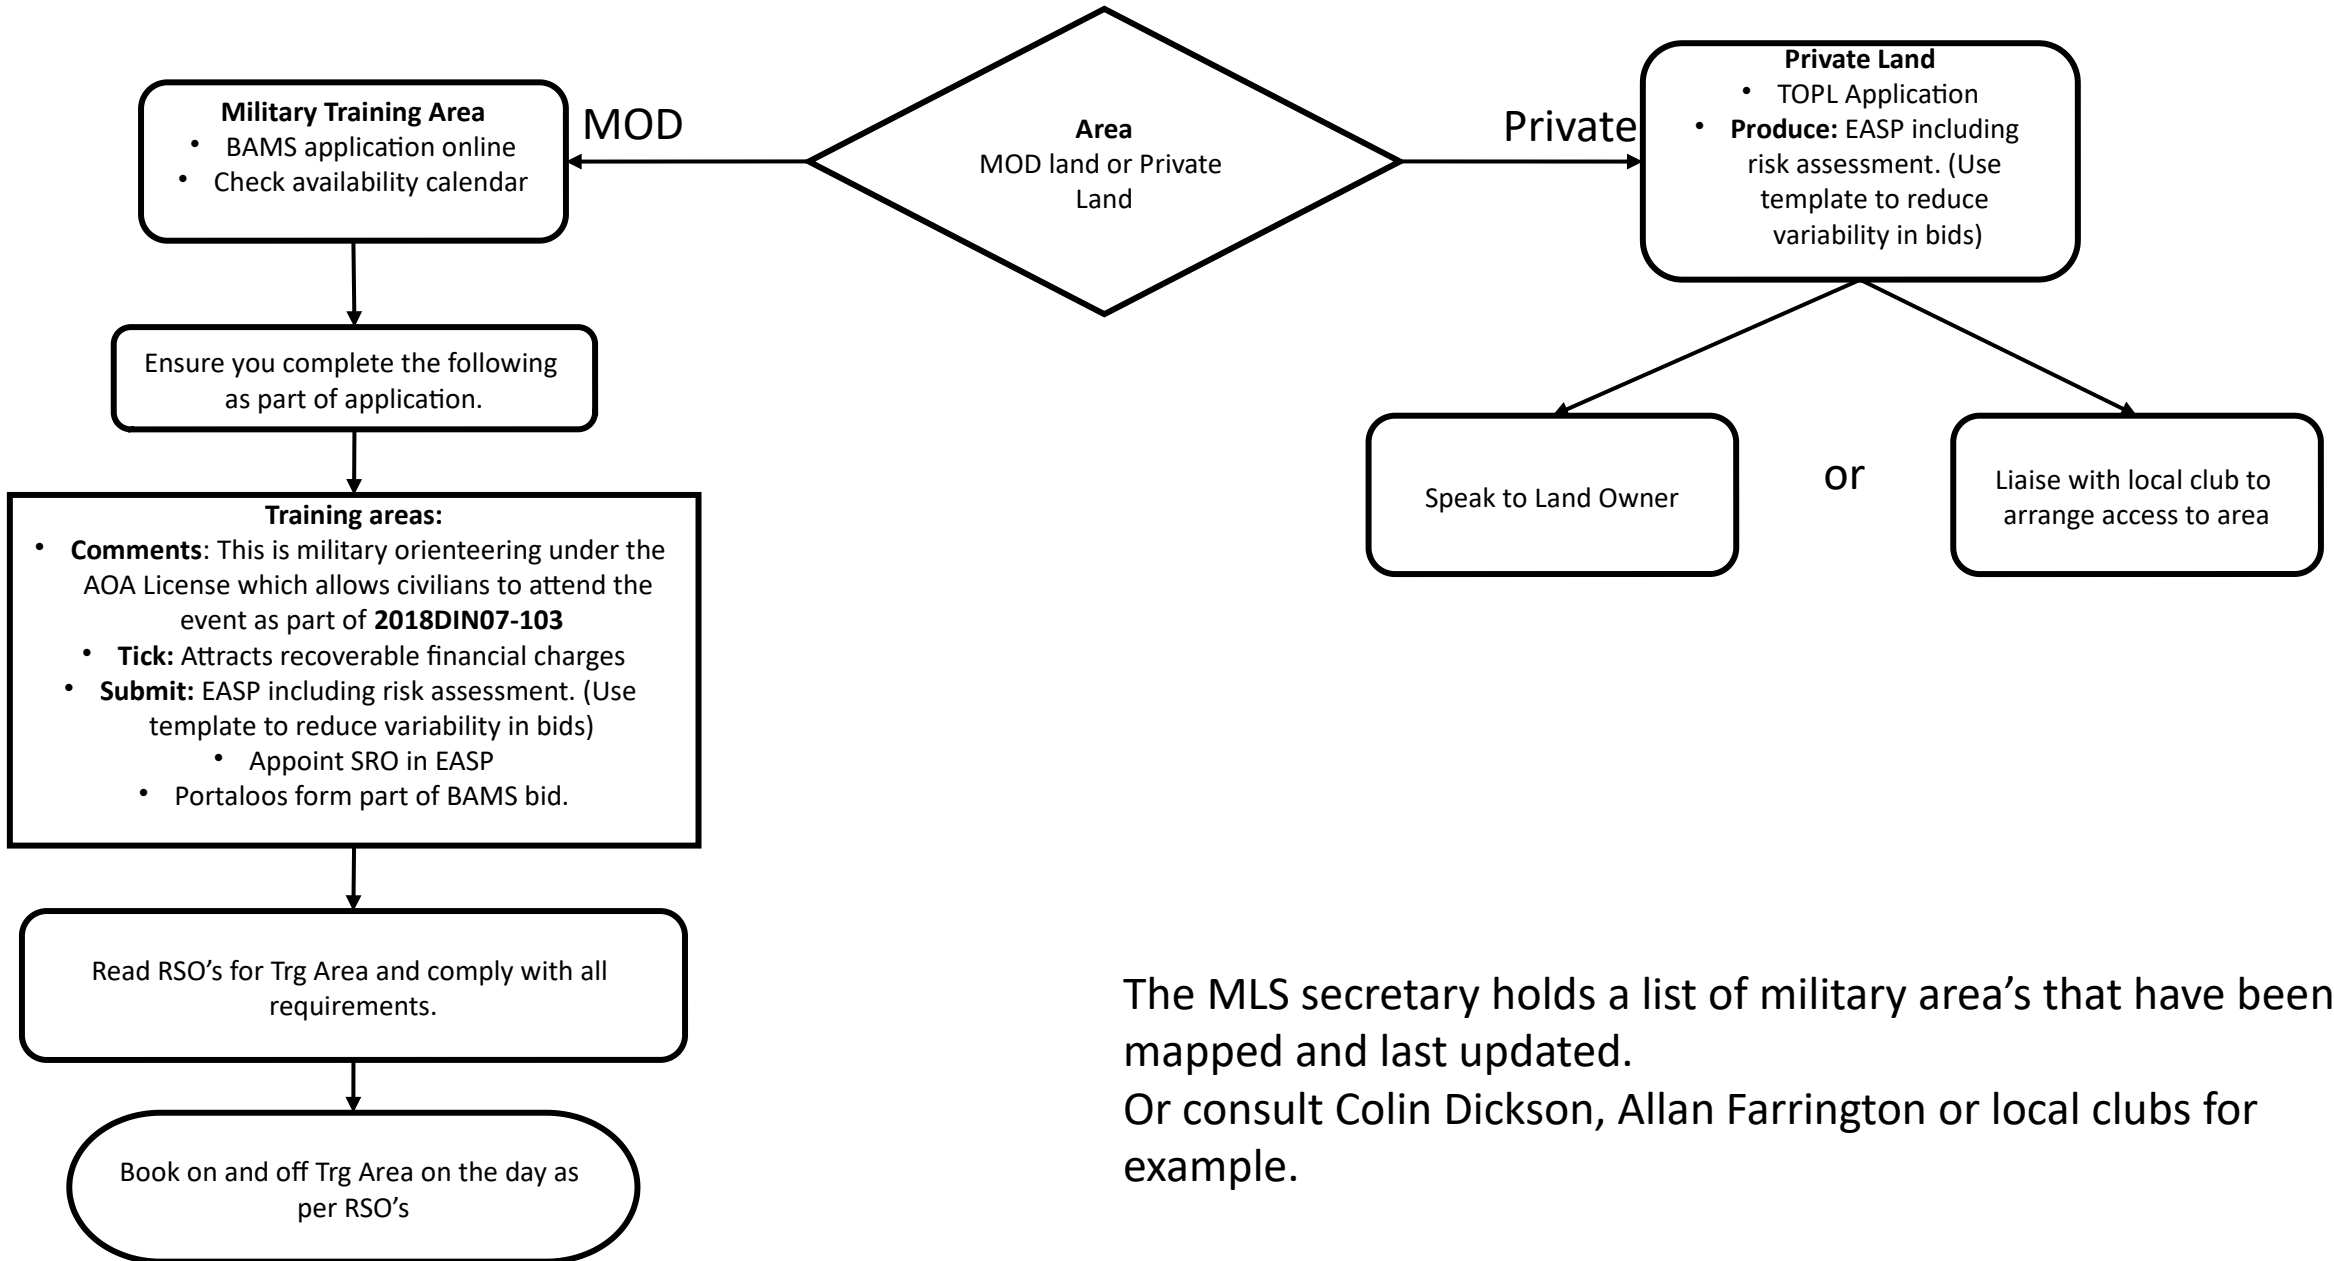 Military Training Area
• BAMS application online
• Check availability calendar
MOD
Area
MOD land or Private
Land
Private
Private Land
• TOPL Application
• Produce: EASP including
risk assessment. (Use
template to reduce
variability in bids)
Ensure you complete the following
as part of application.
Speak to Land Owner
or
Liaise with local club to
arrange access to area
Training areas:
• Comments: This is military orienteering under the
AOA License which allows civilians to attend the
event as part of 2018DIN07-103
• Tick: Attracts recoverable financial charges
• Submit: EASP including risk assessment. (Use
template to reduce variability in bids)
• Appoint SRO in EASP
• Portaloos form part of BAMS bid.
Read RSO’s for Trg Area and comply with all
requirements.
Book on and off Trg Area on the day as
per RSO’s
The MLS secretary holds a list of military area’s that have been
mapped and last updated.
Or consult Colin Dickson, Allan Farrington or local clubs for
example.